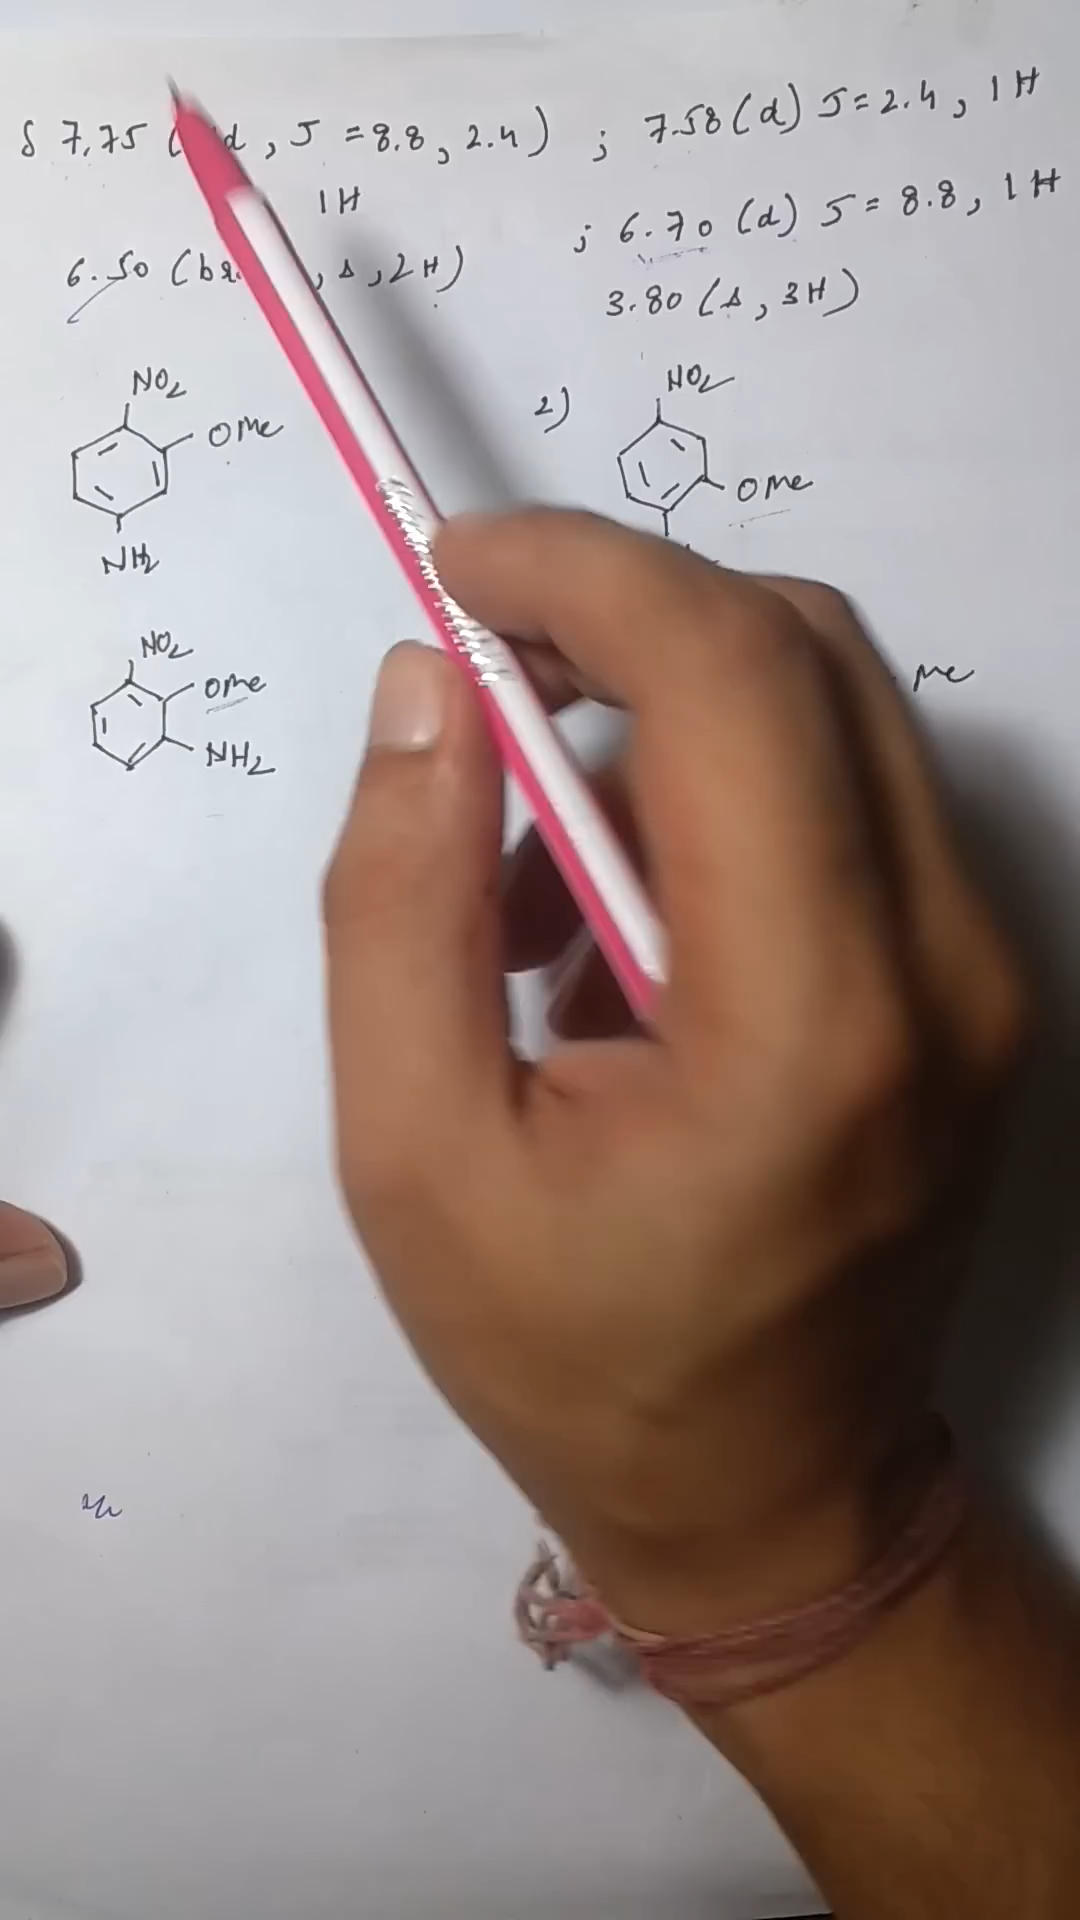 δ 7.75 ( d, J = 8.8, 2.4) ; 7.58 (d) J = 2.4, 1H
1H ; 6.70 (d) J = 8.8, 1H
6.50 ( , s, 2H) 3.80 (s, 3H)
NO2
OMe
NH2
2)
NO2
OMe
NO2
OMe
NH2
Me